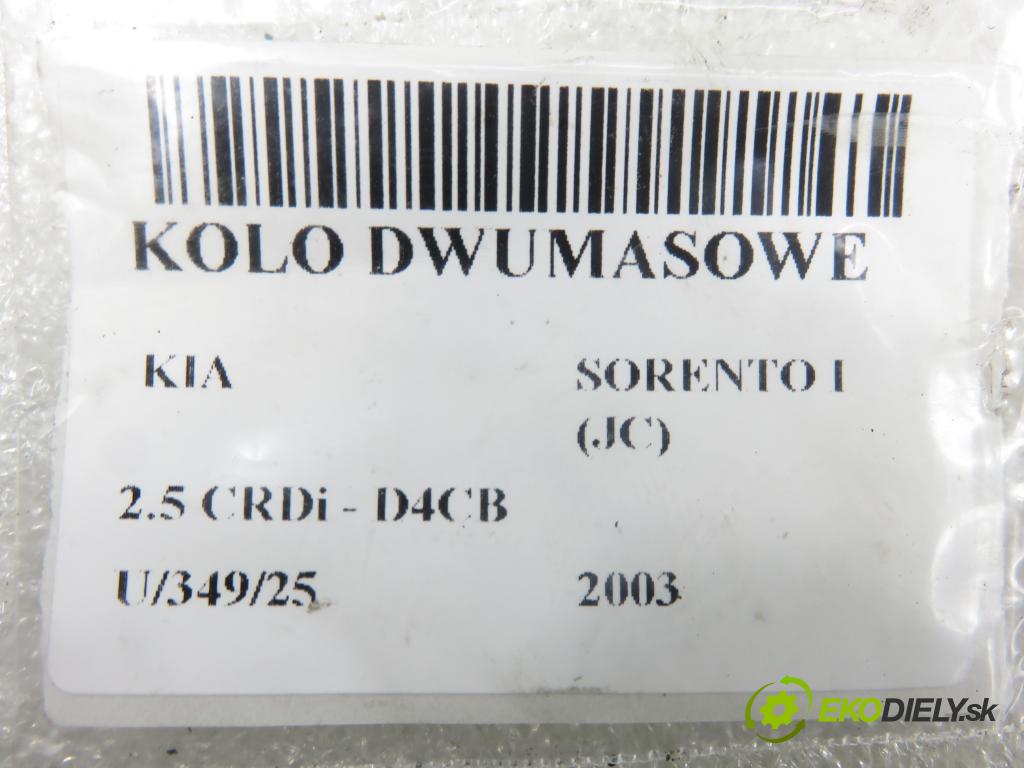 KOLO DWUMASOWE
KIA
SORENTO I
(JC)
2.5 CRDi - D4CB
U/349/25
2003
EKODIELY.sk